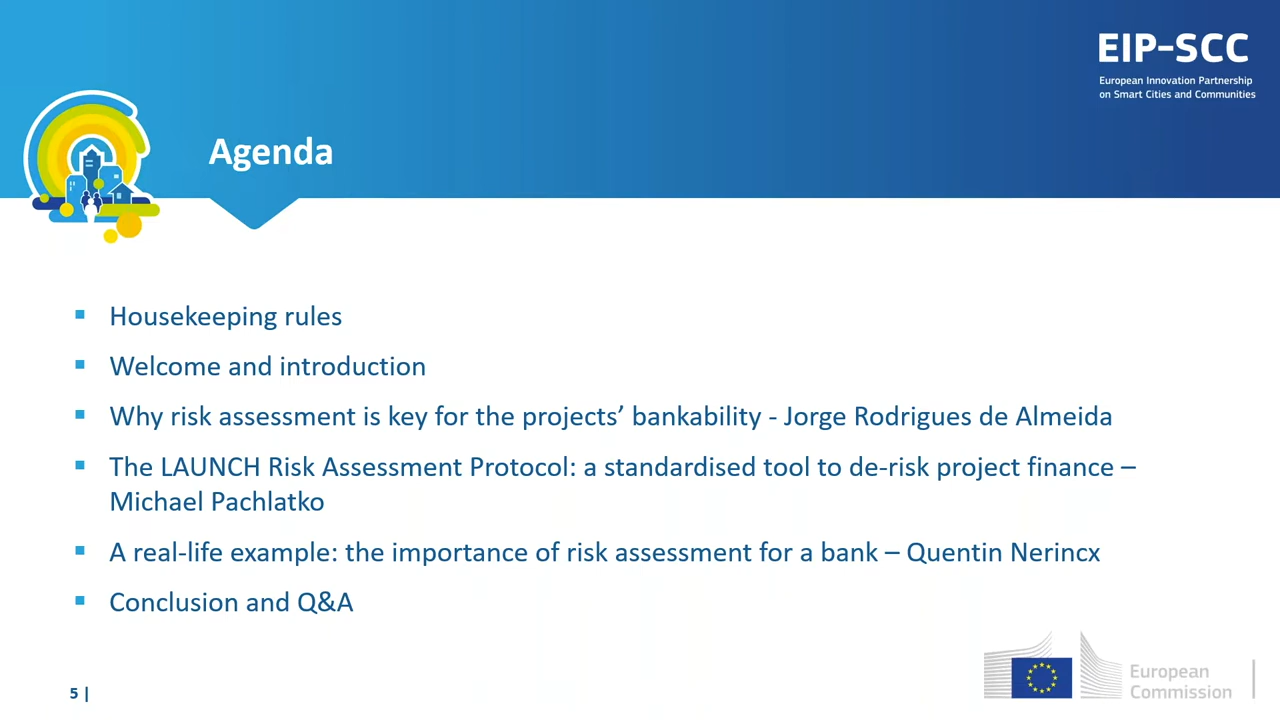 EIP-SCC
European Innovation Partnership
on Smart Cities and Communities
Agenda
▪ Housekeeping rules
▪ Welcome and introduction
▪ Why risk assessment is key for the projects’ bankability - Jorge Rodrigues de Almeida
▪ The LAUNCH Risk Assessment Protocol: a standardised tool to de-risk project finance –
Michael Pachlatko
▪ A real-life example: the importance of risk assessment for a bank – Quentin Nerincx
▪ Conclusion and Q&A
5 |
European
Commission